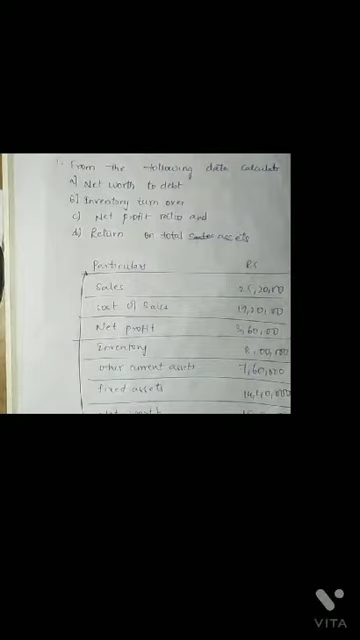 1. From the following data calculate
a] Net worth to debt
b] Inventory turn over
c) Net profit ratio and
d) Return on total assets
Particulars Rs
Sales 25,20,000
Cost of Sales 19,20,000
Net profit 3,60,000
Inventory 8,00,000
other current assets 7,60,000
fixed assets 14,40,000
VITA